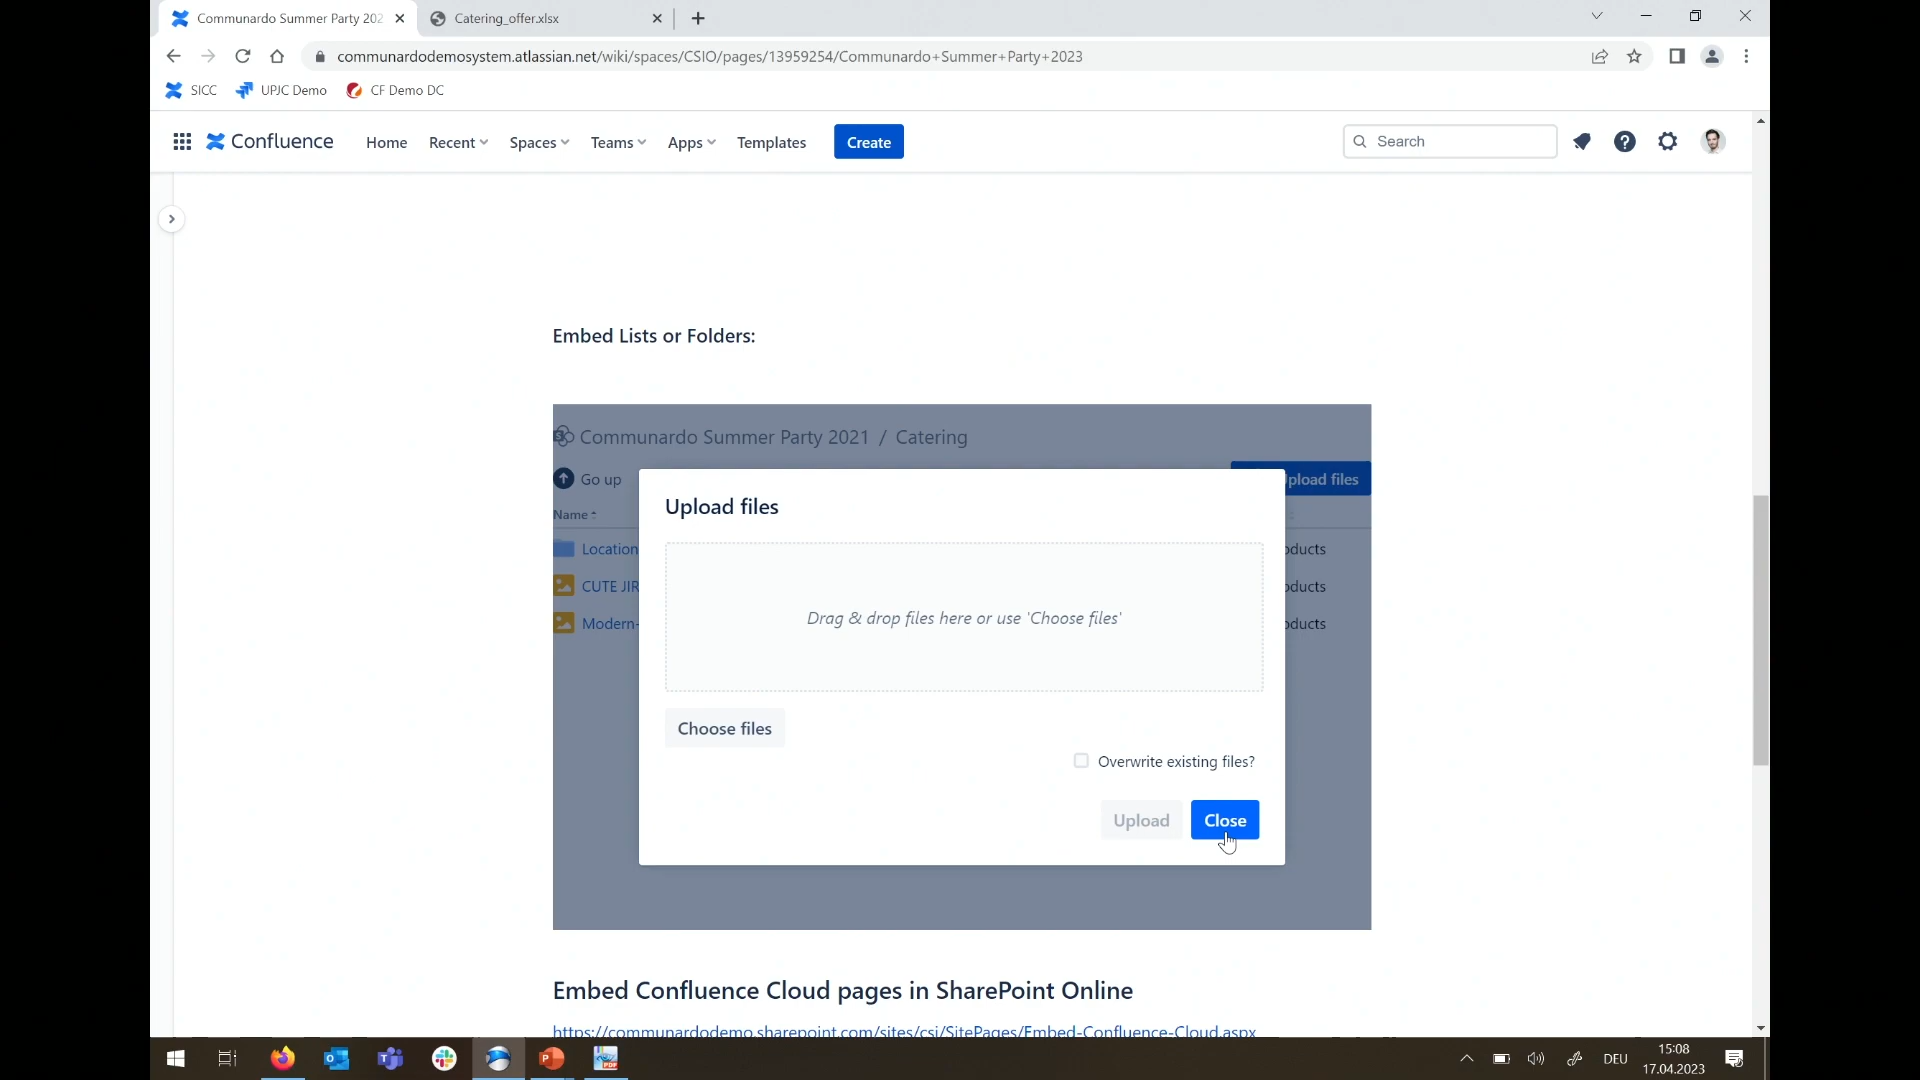 Communardo Summer Party 202
Catering_offer.xlsx
communardodemosystem.atlassian.net/wiki/spaces/CSIO/pages/13959254/Communardo+Summer+Party+2023
SICC UPJC Demo CF Demo DC
Confluence Home Recent Spaces Teams Apps Templates Create Search
Embed Lists or Folders:
Communardo Summer Party 2021 / Catering
Go up pload files
Name
Upload files
Location oducts
CUTE JIR oducts
Modern- oducts
Drag & drop files here or use 'Choose files'
Choose files
Overwrite existing files?
Upload Close
Embed Confluence Cloud pages in SharePoint Online
https://communardodemo.sharepoint.com/sites/csi/SitePages/Embed-Confluence-Cloud.aspx
DEU 15:08
17.04.2023